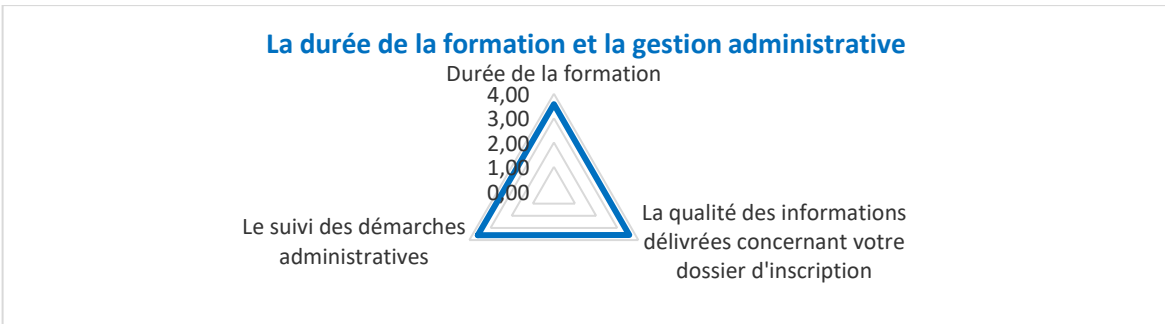 La durée de la formation et la gestion administrative
Durée de la formation
4,00
3,00
2,00
1,00
0,00
Le suivi des démarches
administratives
La qualité des informations
délivrées concernant votre
dossier d'inscription